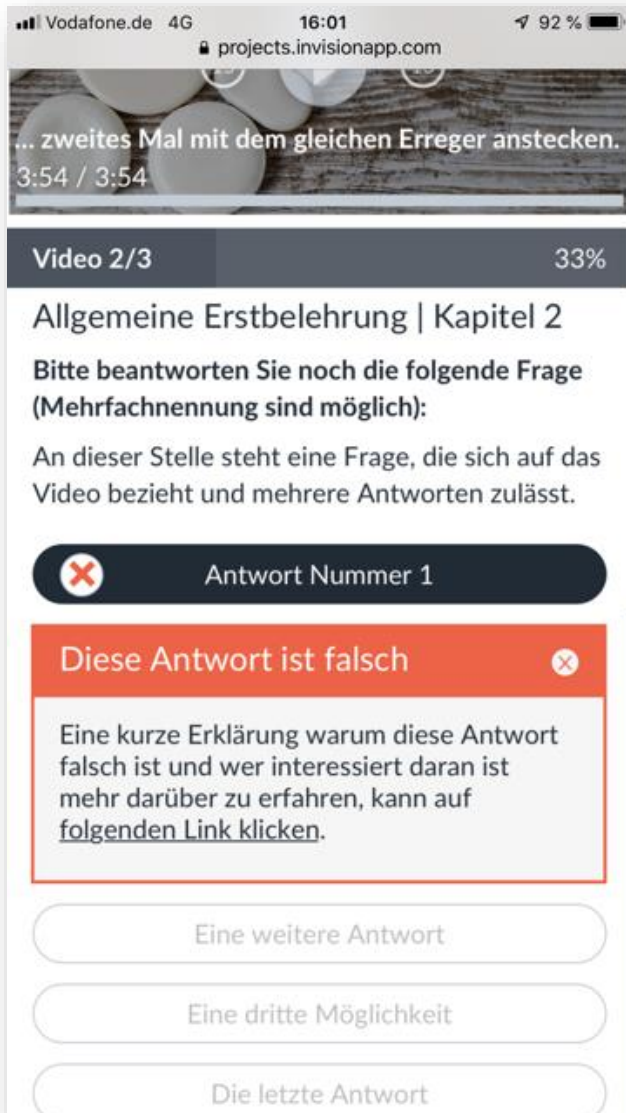 Vodafone.de 4G 16:01 92 %
projects.invisionapp.com
... zweites Mal mit dem gleichen Erreger anstecken.
3:54 / 3:54
Video 2/3 33%
Allgemeine Erstbelehrung | Kapitel 2
Bitte beantworten Sie noch die folgende Frage
(Mehrfachnennung sind möglich):
An dieser Stelle steht eine Frage, die sich auf das
Video bezieht und mehrere Antworten zulässt.
Antwort Nummer 1
Diese Antwort ist falsch
Eine kurze Erklärung warum diese Antwort
falsch ist und wer interessiert daran ist
mehr darüber zu erfahren, kann auf
folgenden Link klicken.
Eine weitere Antwort
Eine dritte Möglichkeit
Die letzte Antwort